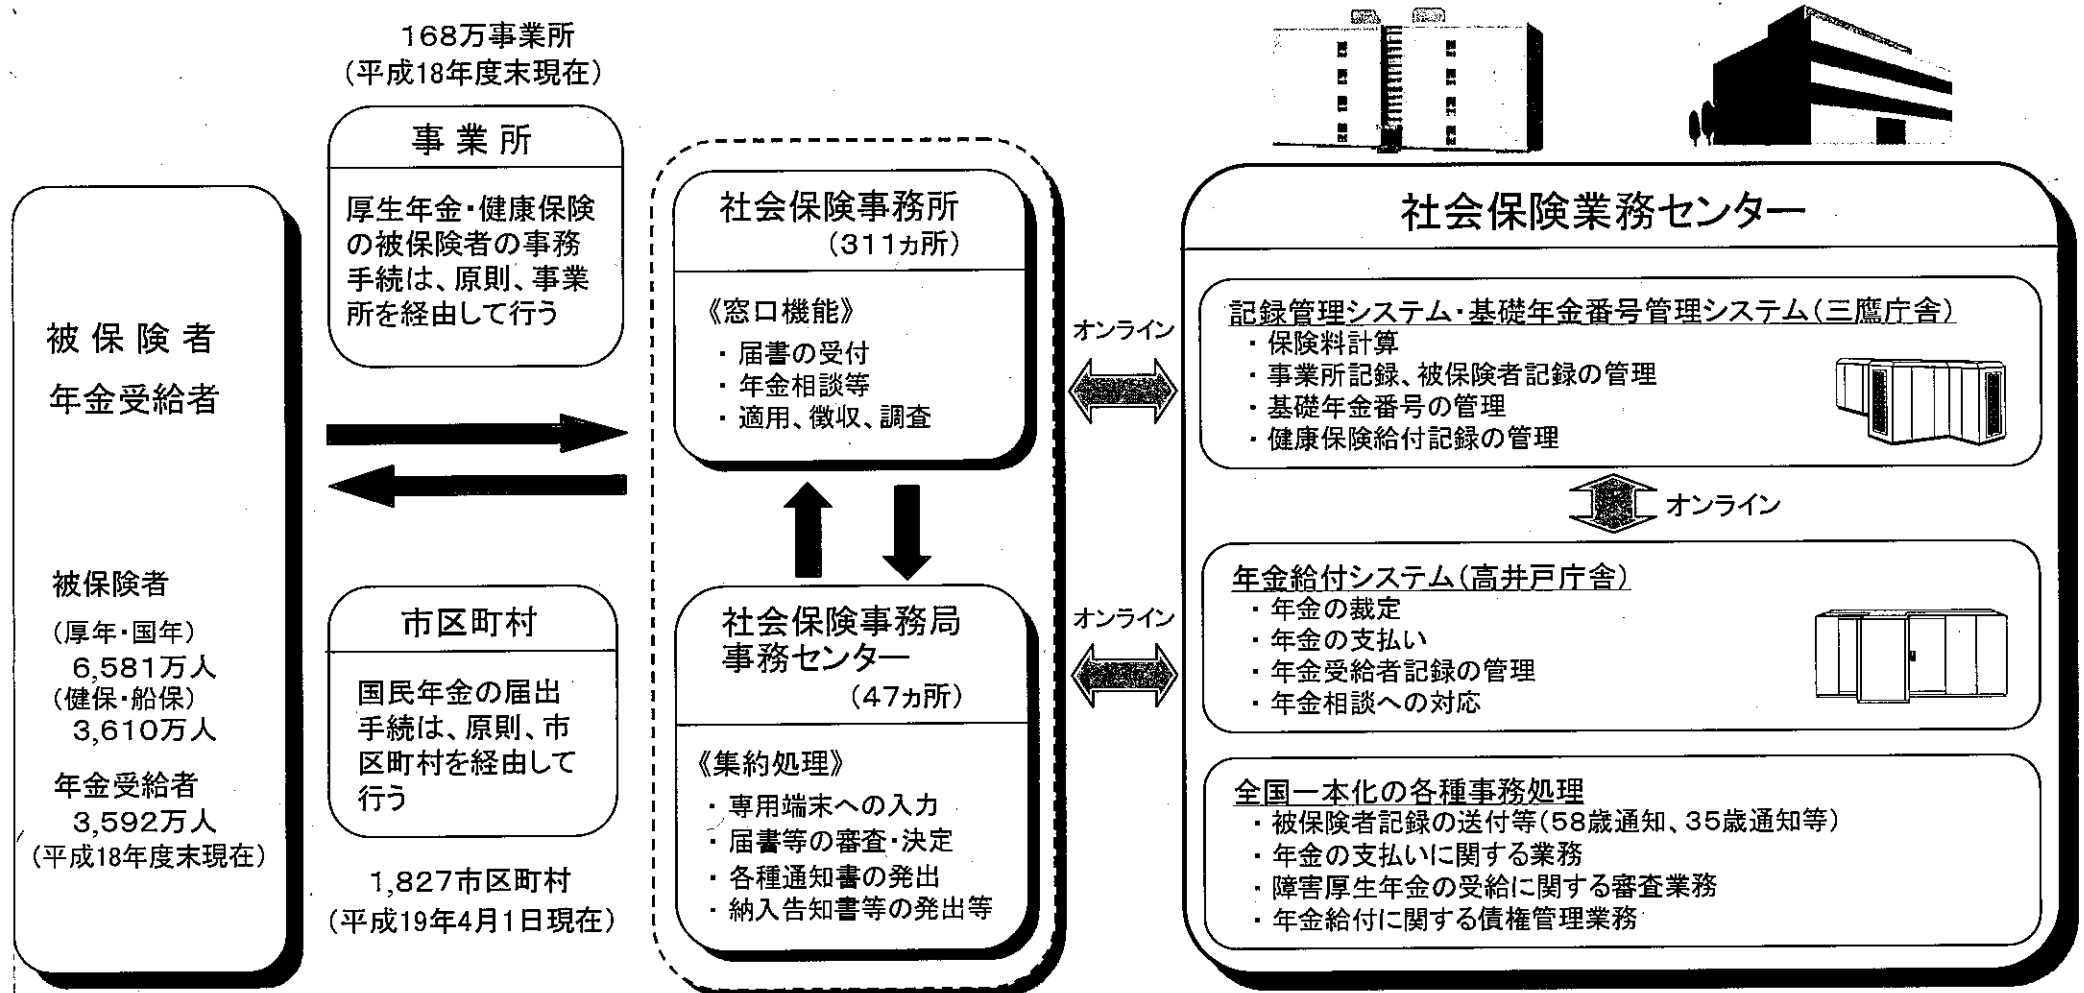 168万事業所
(平成18年度末現在)
事業所
厚生年金・健康保険
の被保険者の事務
手続は、原則、事業
所を経由して行う
被保険者
年金受給者
被保険者
(厚年・国年)
6,581万人
(健保・船保)
3,610万人
年金受給者
3,592万人
(平成18年度末現在)
市区町村
国民年金の届出
手続は、原則、市
区町村を経由して
行う
1,827市区町村
(平成19年4月1日現在)
社会保険事務所
(311ヵ所)
《窓口機能》
・届書の受付
・年金相談等
・適用、徴収、調査
社会保険事務局
事務センター
(47ヵ所)
《集約処理》
・専用端末への入力
・届書等の審査・決定
・各種通知書の発出
・納入告知書等の発出等
オンライン
オンライン
社会保険業務センター
記録管理システム・基礎年金番号管理システム(三鷹庁舎)
・保険料計算
・事業所記録、被保険者記録の管理
・基礎年金番号の管理
・健康保険給付記録の管理
オンライン
年金給付システム(高井戸庁舎)
・年金の裁定
・年金の支払い
・年金受給者記録の管理
・年金相談への対応
全国一本化の各種事務処理
・被保険者記録の送付等(58歳通知、35歳通知等)
・年金の支払いに関する業務
・障害厚生年金の受給に関する審査業務
・年金給付に関する債権管理業務